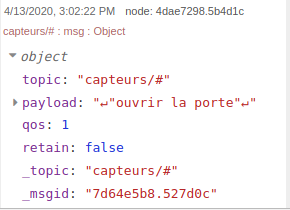 4/13/2020, 3:02:22 PM node: 4dae7298.5b4d1c
capteurs/# : msg : Object
object
topic: "capteurs/#"
payload: "↵"ouvrir la porte"↵"
qos: 1
retain: false
_topic: "capteurs/#"
_msgid: "7d64e5b8.527d0c"